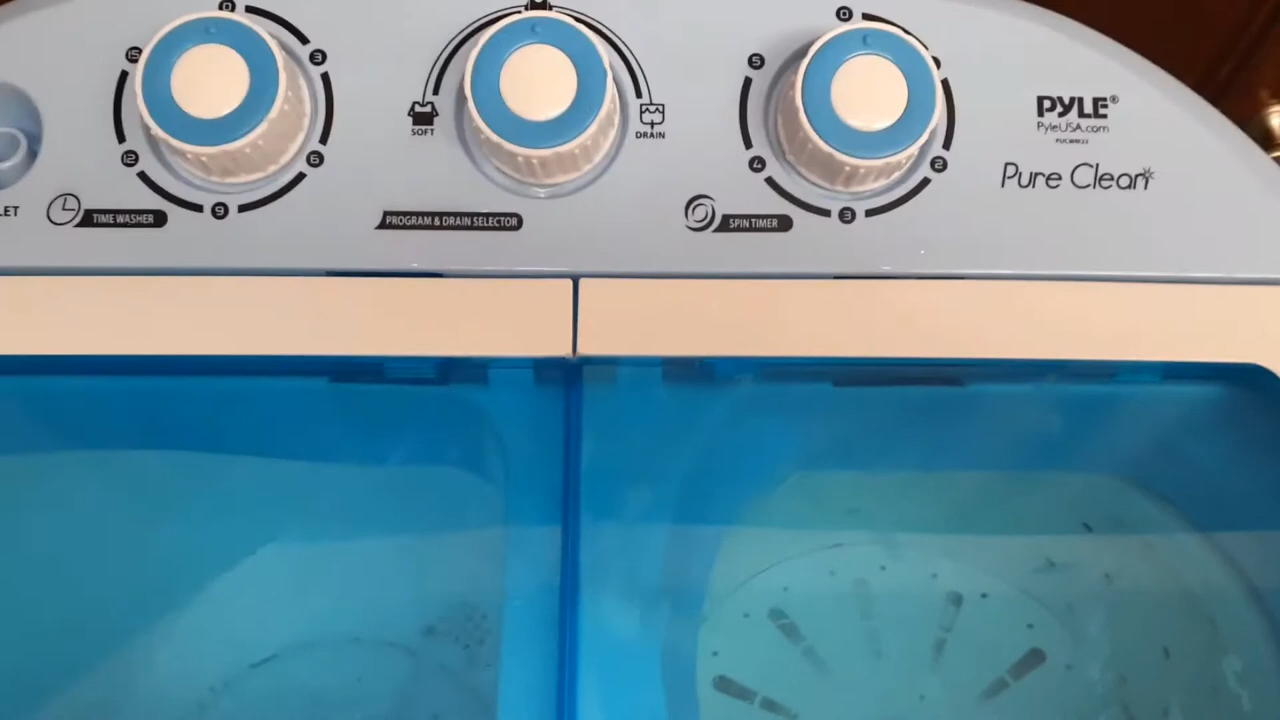 0
3
6
9
12
15
TIME WASHER
SOFT
DRAIN
PROGRAM & DRAIN SELECTOR
0
2
3
4
5
SPIN TIMER
PYLE®
PyleUSA.com
Pure Clean
LET